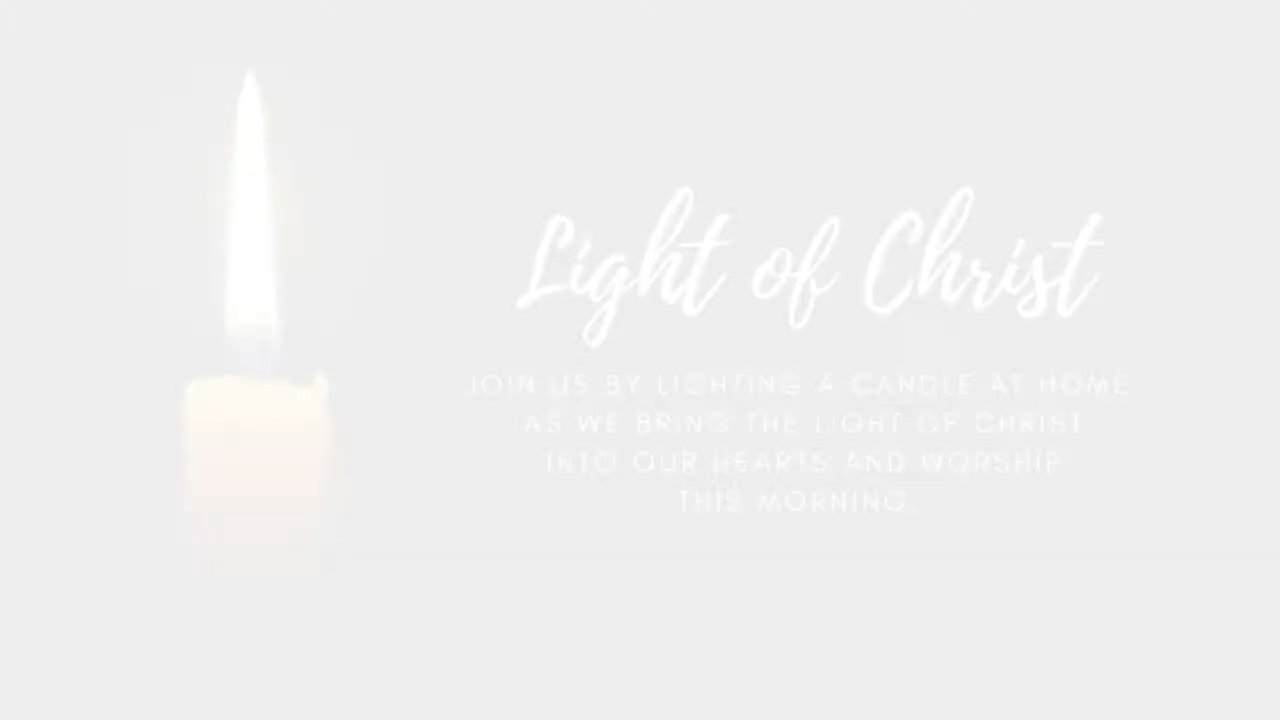 Light of Christ
JOIN US BY LIGHTING A CANDLE AT HOME
AS WE BRING THE LIGHT OF CHRIST
INTO OUR HEARTS AND WORSHIP
THIS MORNING.